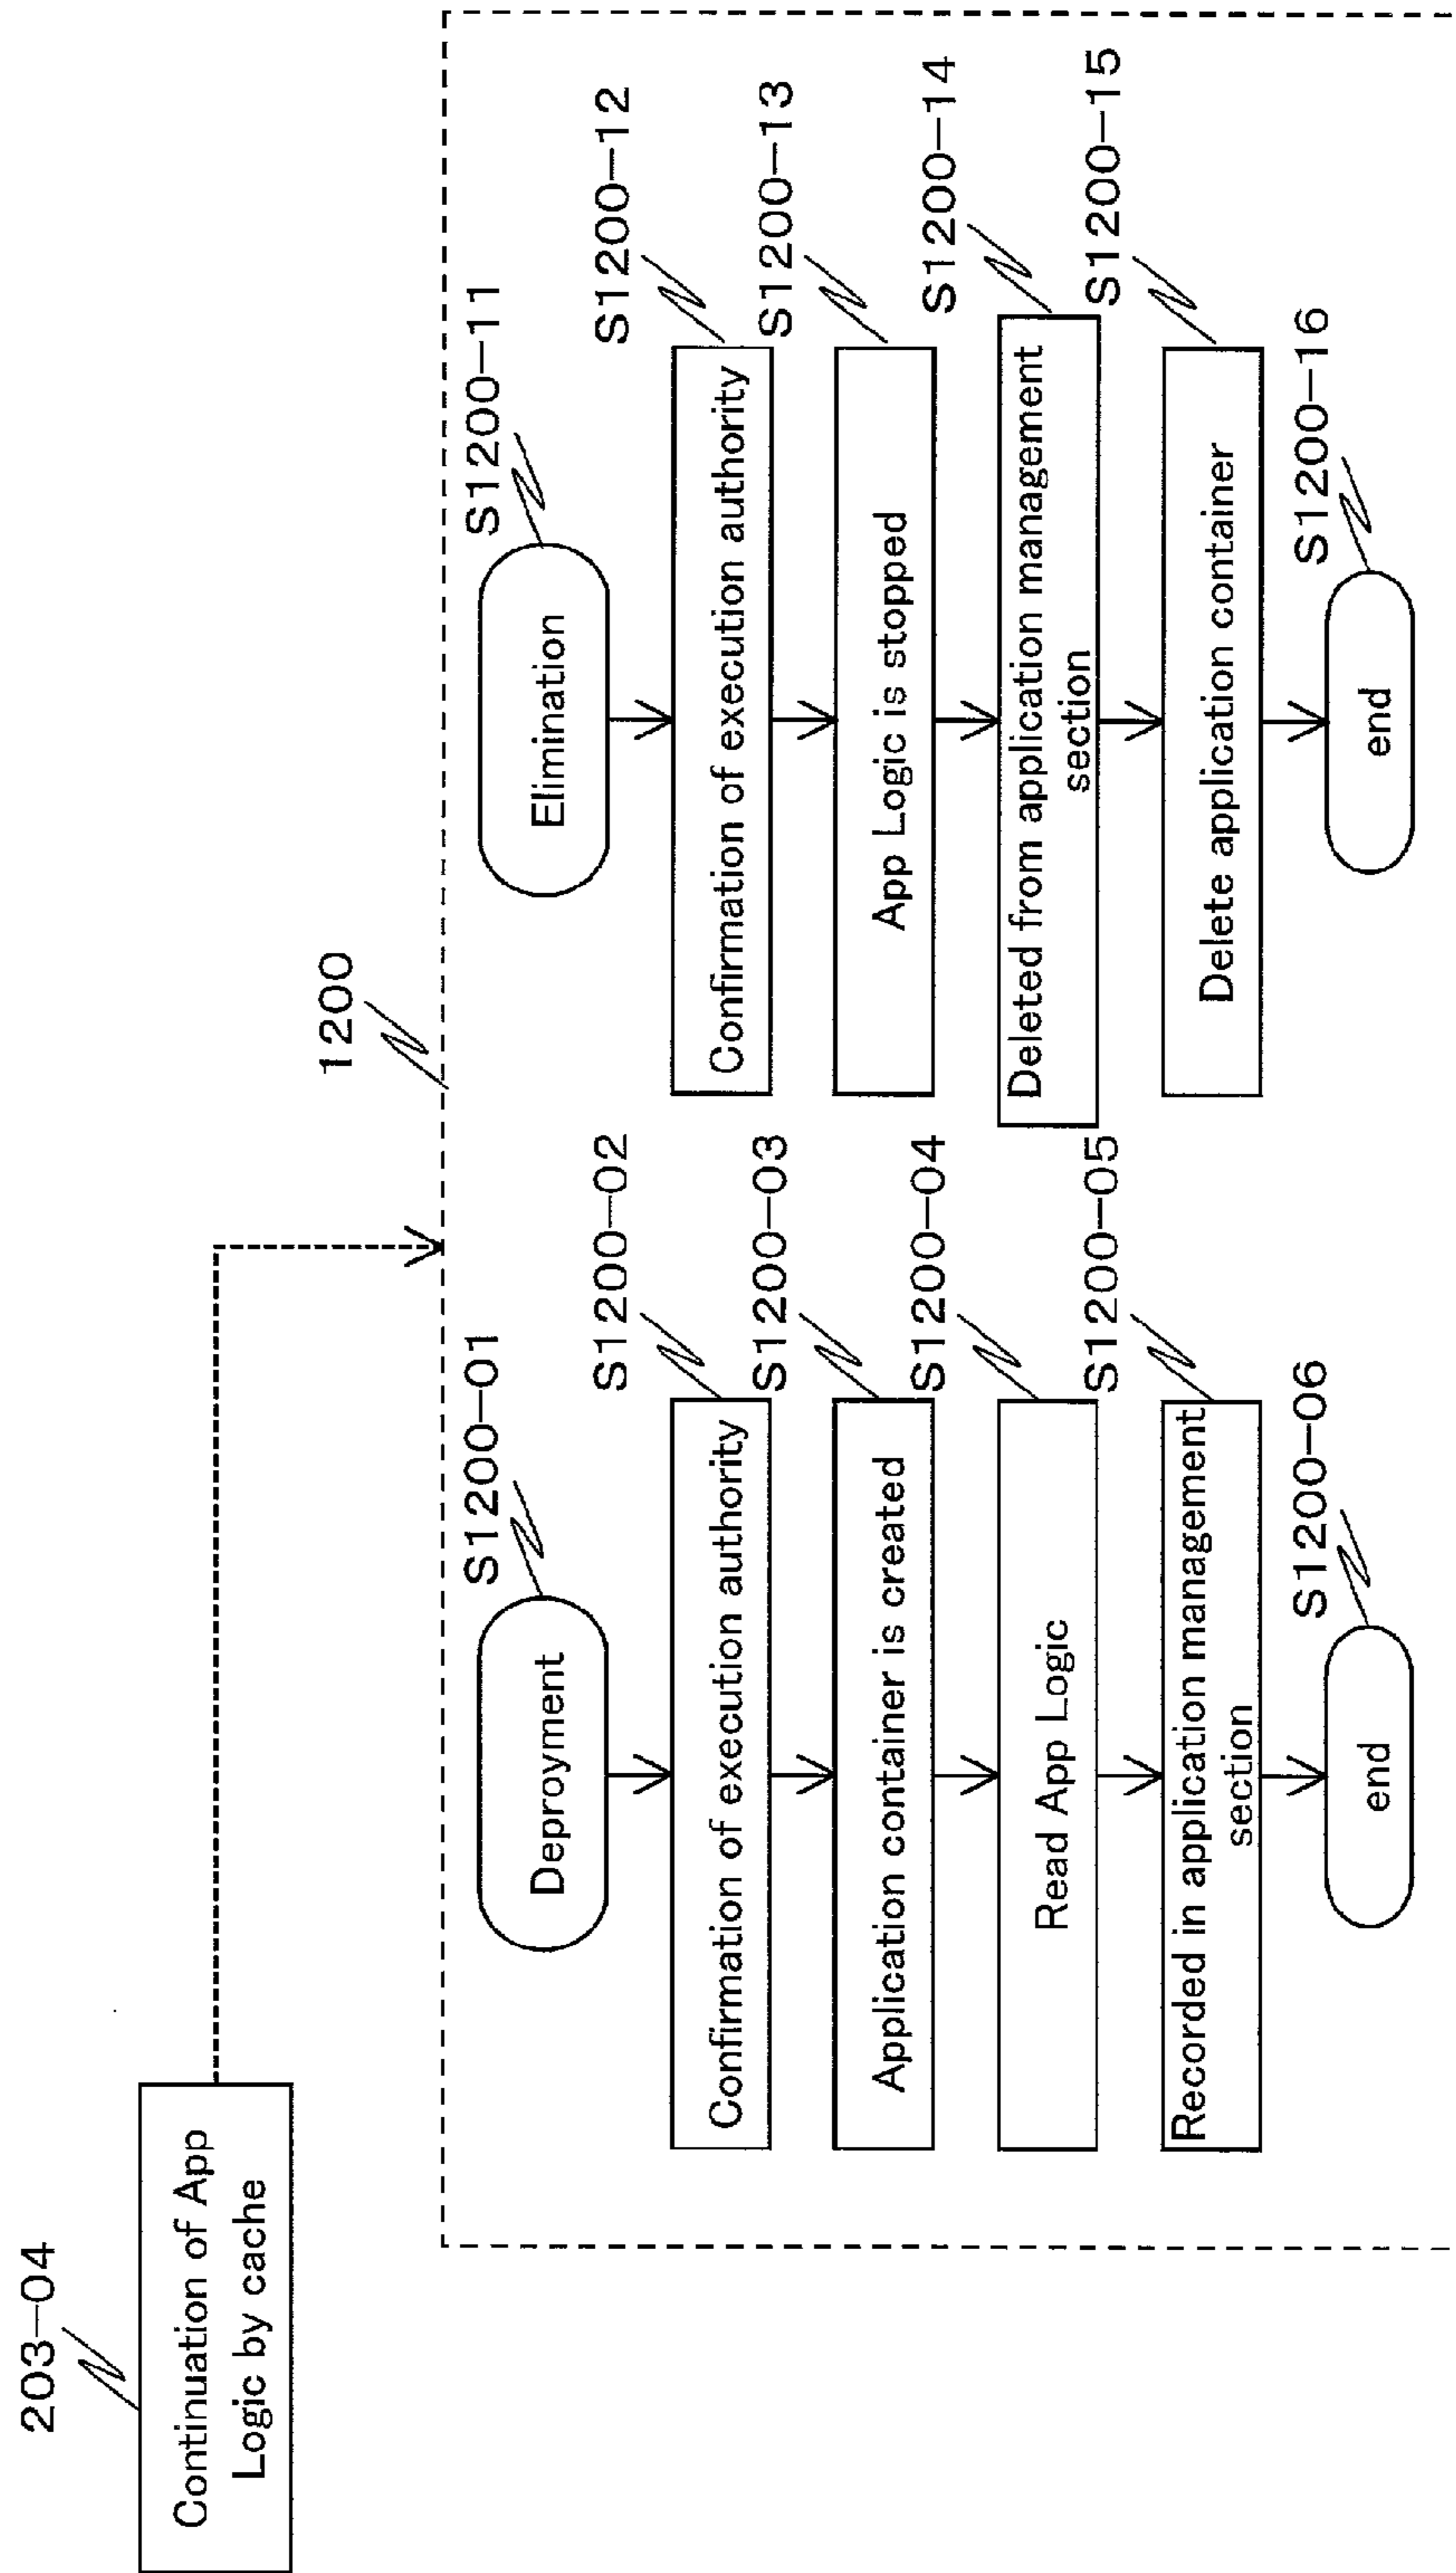 203-04
Continuation of App
Logic by cache
1200
S1200-01
Deproyment
S1200-02
Confirmation of execution authority
S1200-03
Application container is created
S1200-04
Read App Logic
S1200-05
Recorded in application management
section
S1200-06
end
S1200-11
Elimination
S1200-12
Confirmation of execution authority
S1200-13
App Logic is stopped
S1200-14
Deleted from application management
section
S1200-15
Delete application container
S1200-16
end